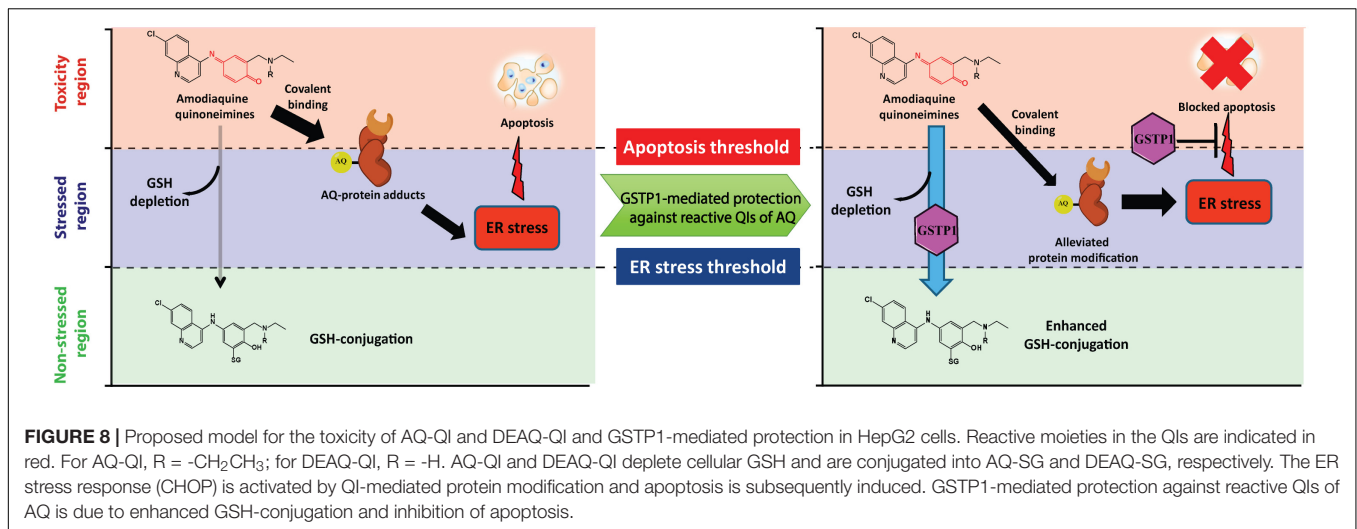 Toxicity
region
Stressed
region
Non-stressed
region
Cl
N
N
N
R
O
Amodiaquine
quinoneimines
Covalent
binding
Apoptosis
GSH
depletion
AQ
AQ-protein adducts
ER stress
Cl
H
N
N
N
R
OH
SG
GSH-conjugation
Apoptosis threshold
GSTP1-mediated protection
against reactive QIs of AQ
ER stress threshold
Cl
N
N
N
R
O
Amodiaquine
quinoneimines
Covalent
binding
Blocked apoptosis
GSTP1
GSH
depletion
GSTP1
AQ
Alleviated
protein modification
ER stress
Cl
H
N
N
N
R
OH
SG
Enhanced
GSH-conjugation
FIGURE 8 | Proposed model for the toxicity of AQ-QI and DEAQ-QI and GSTP1-mediated protection in HepG2 cells. Reactive moieties in the QIs are indicated in
red. For AQ-QI, R = -CH₂CH₃; for DEAQ-QI, R = -H. AQ-QI and DEAQ-QI deplete cellular GSH and are conjugated into AQ-SG and DEAQ-SG, respectively. The ER
stress response (CHOP) is activated by QI-mediated protein modification and apoptosis is subsequently induced. GSTP1-mediated protection against reactive QIs of
AQ is due to enhanced GSH-conjugation and inhibition of apoptosis.